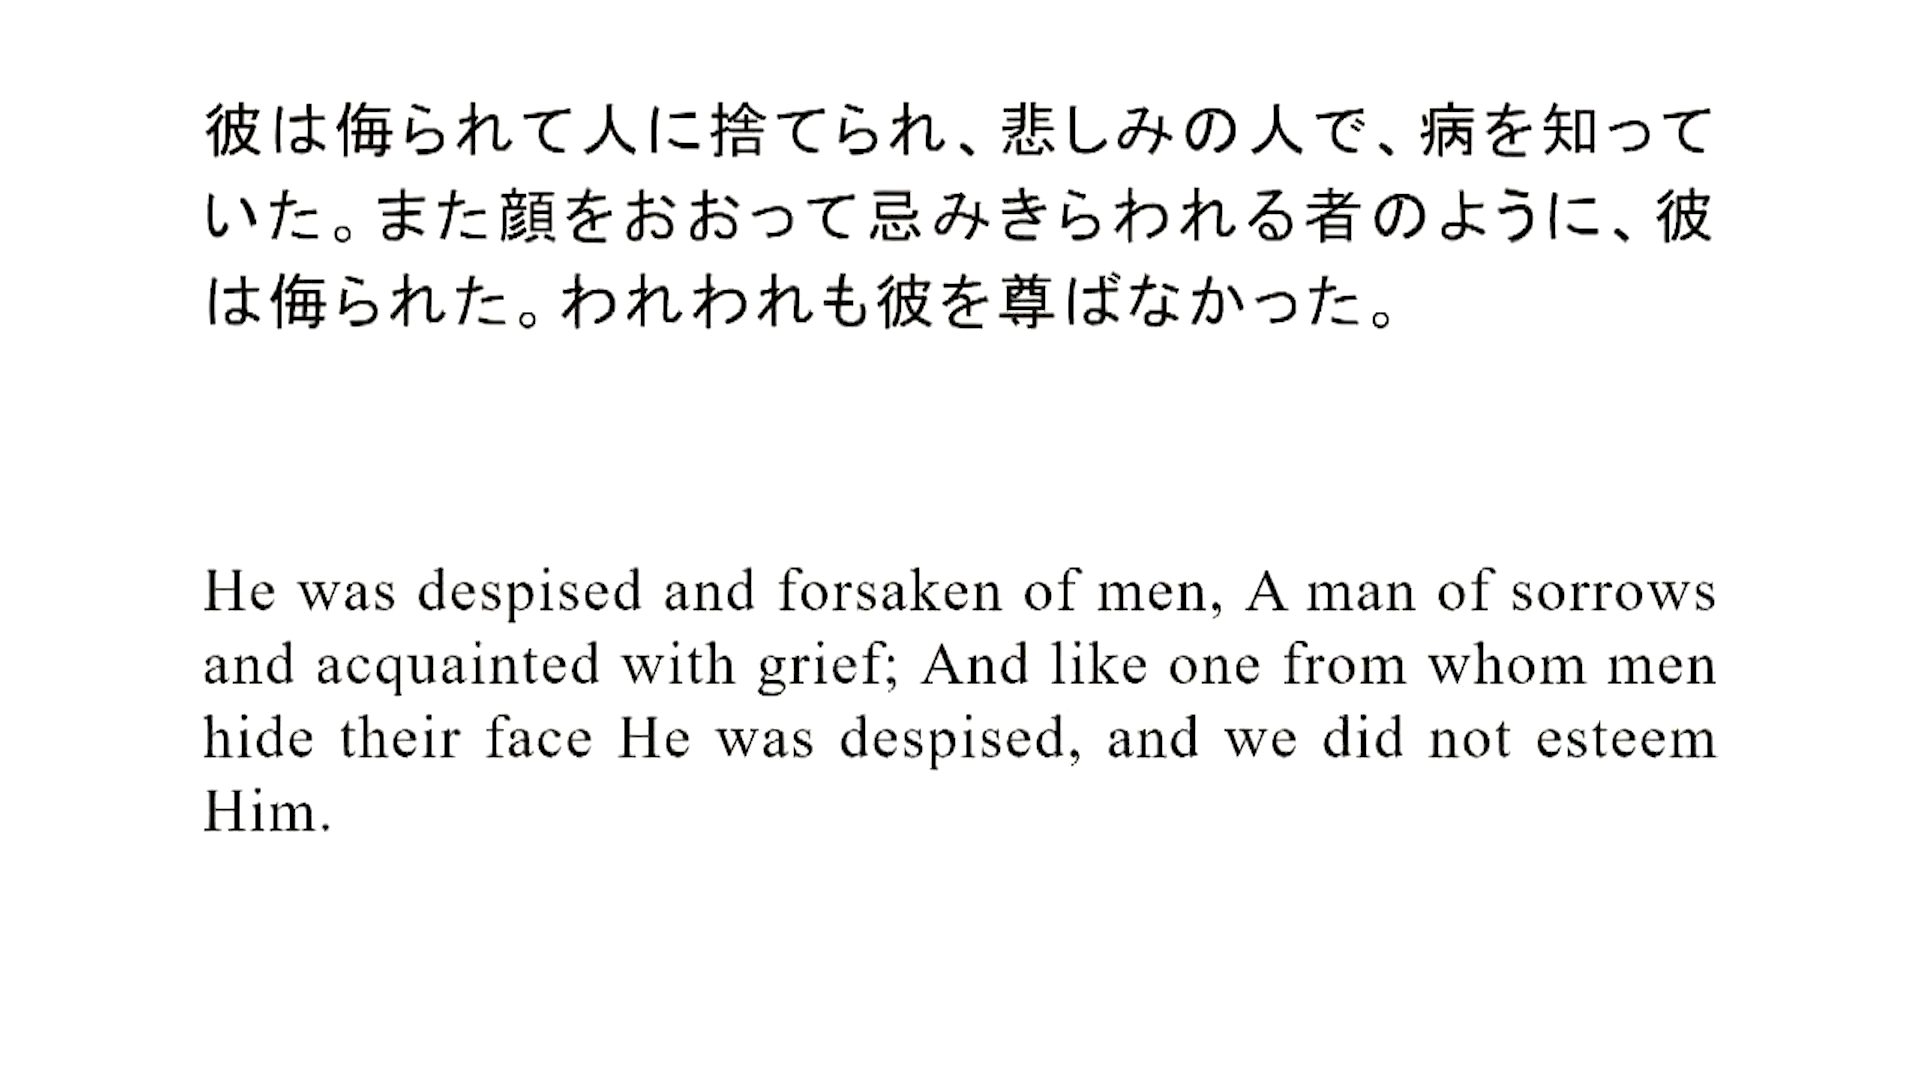 彼は侮られて人に捨てられ、悲しみの人で、病を知って
いた。また顔をおおって忌みきらわれる者のように、彼
は侮られた。われわれも彼を尊ばなかった。
He was despised and forsaken of men, A man of sorrows
and acquainted with grief; And like one from whom men
hide their face He was despised, and we did not esteem
Him.